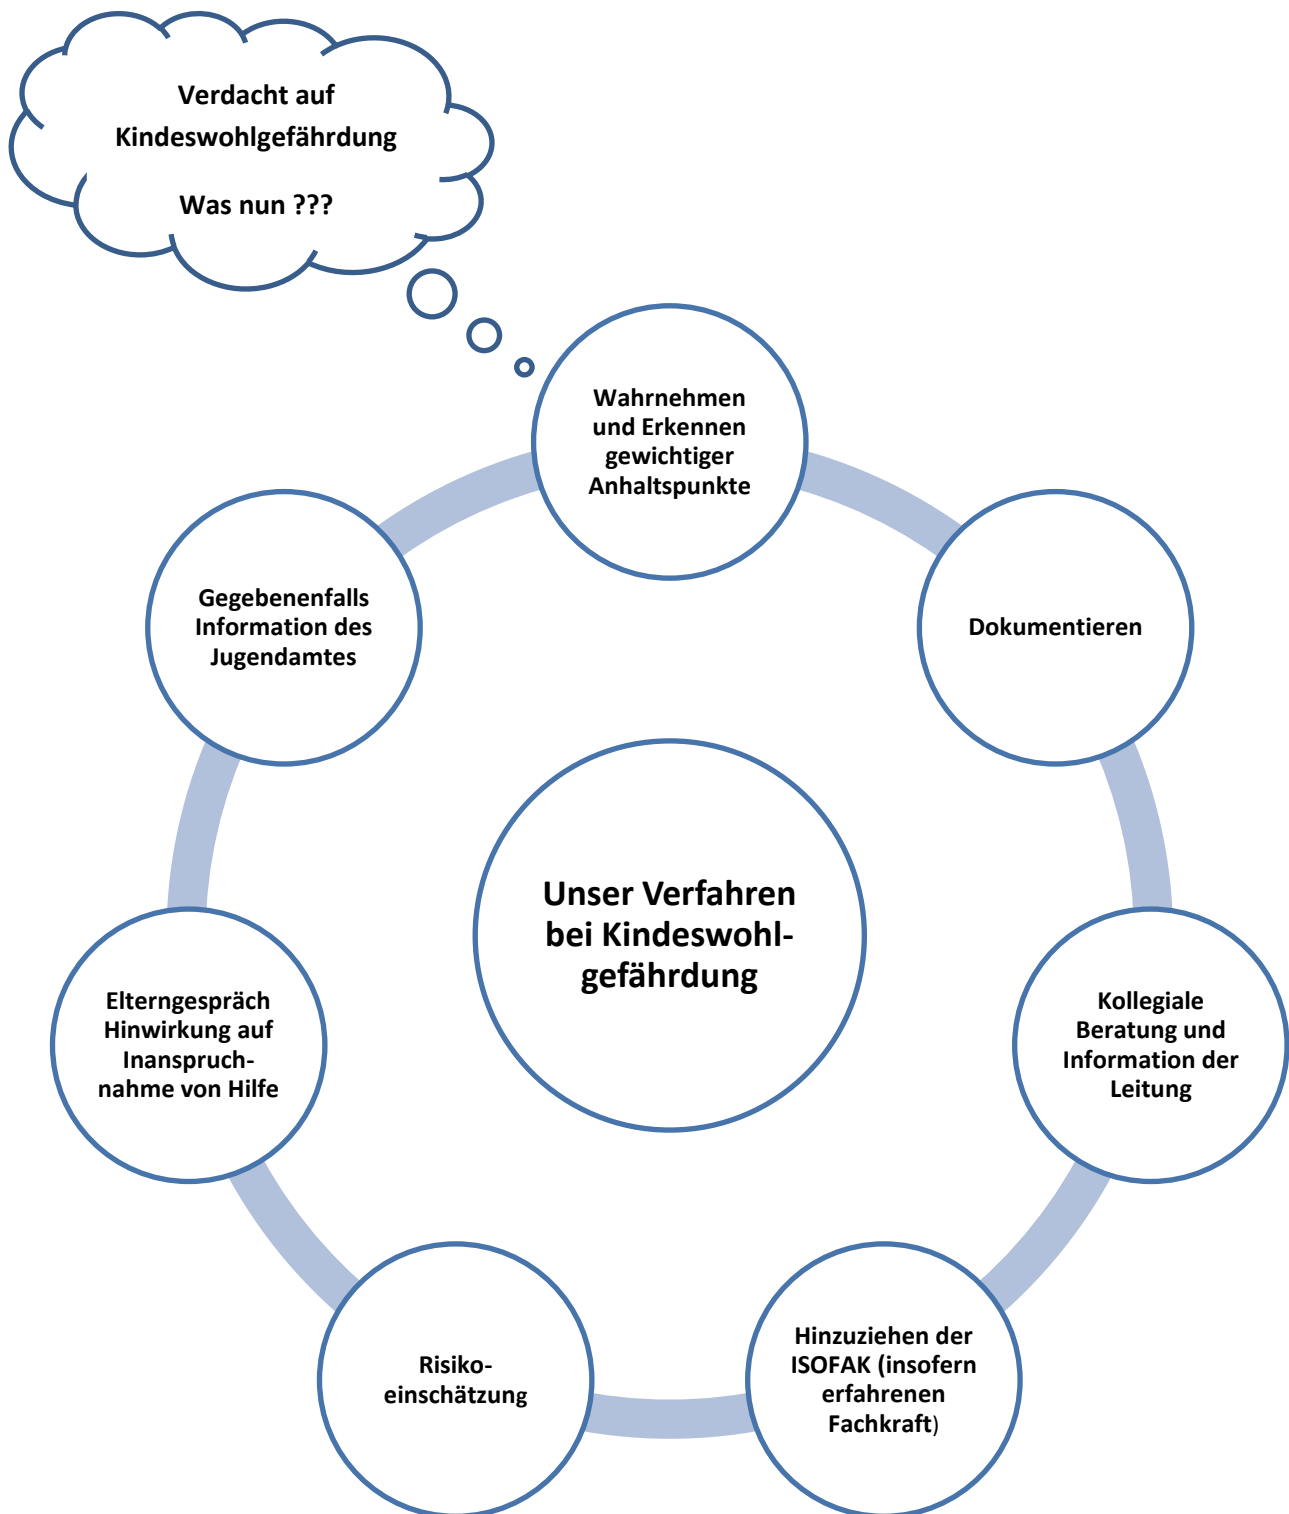 Verdacht auf
Kindeswohlgefährdung
Was nun ???
Wahrnehmen
und Erkennen
gewichtiger
Anhaltspunkte
Dokumentieren
Kollegiale
Beratung und
Information der
Leitung
Hinzuziehen der
ISOFAK (insofern
erfahrenen
Fachkraft)
Risiko-
einschätzung
Elterngespräch
Hinwirkung auf
Inanspruch-
nahme von Hilfe
Gegebenenfalls
Information des
Jugendamtes
Unser Verfahren
bei Kindeswohl-
gefährdung